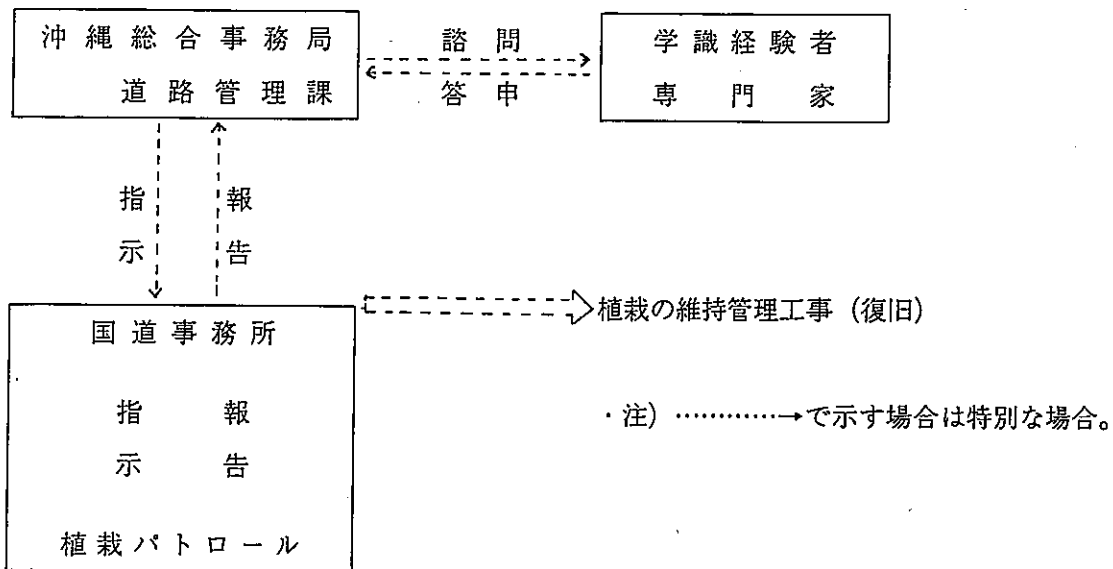 沖縄総合事務局
道路管理課
諮問
答申
学識経験者
専門家
指示
報告
国道事務所
指示
報告
植栽パトロール
植栽の維持管理工事（復旧）
・注）…………→で示す場合は特別な場合。